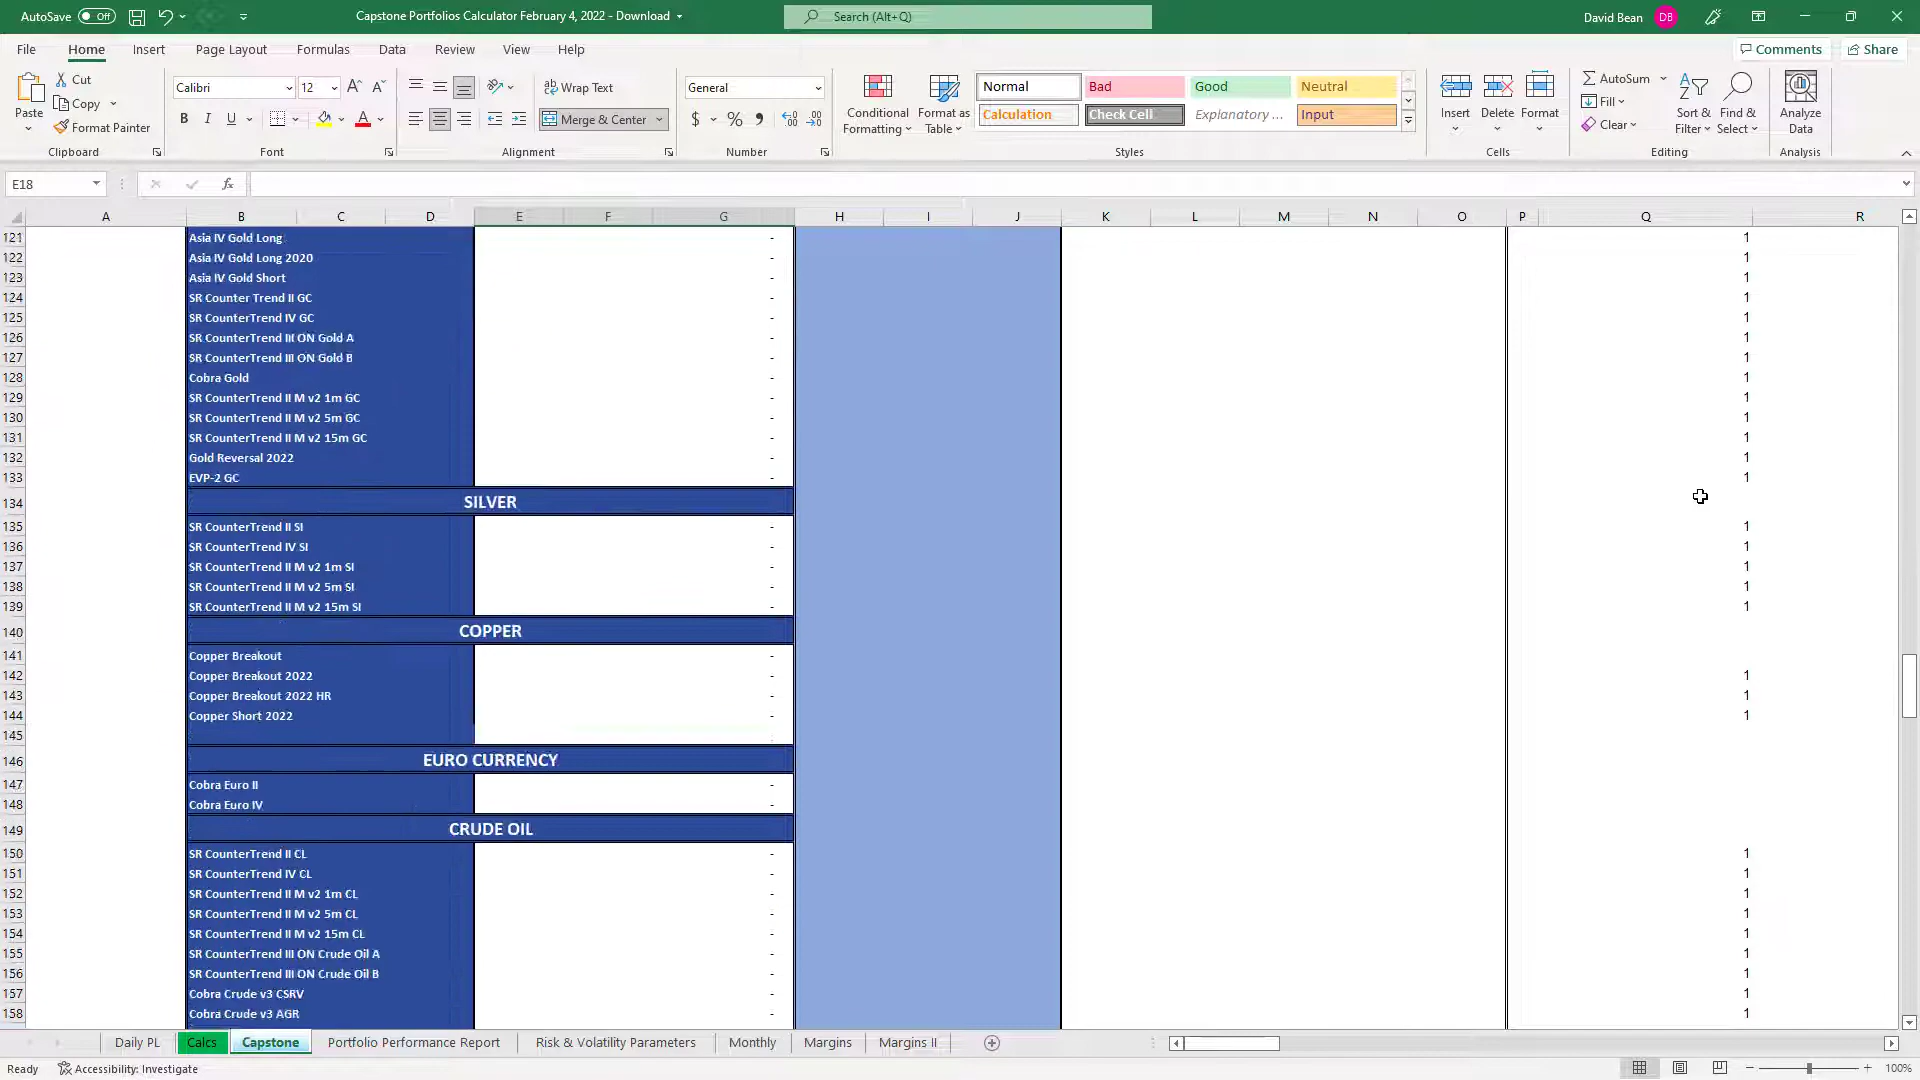 AutoSave Off Capstone Portfolios Calculator February 4, 2022 - Download Search (Alt+Q) David Bean DB
File Home Insert Page Layout Formulas Data Review View Help Comments Share
Paste Cut Copy Format Painter Clipboard
Calibri 12 A A B I U A Font
Wrap Text Merge & Center Alignment
General $ % 9 Number
Conditional Formatting Format as Table
Normal Bad Good Neutral
Calculation Check Cell Explanatory ... Input
Styles
Insert Delete Format Cells
AutoSum Fill Clear Sort & Filter Find & Select Editing
Analyze Data Analysis
E18 fx
A B C D E F G H I J K L M N O P Q R
121 Asia IV Gold Long - 1
122 Asia IV Gold Long 2020 - 1
123 Asia IV Gold Short - 1
124 SR Counter Trend II GC - 1
125 SR CounterTrend IV GC - 1
126 SR CounterTrend III ON Gold A - 1
127 SR CounterTrend III ON Gold B - 1
128 Cobra Gold - 1
129 SR CounterTrend II M v2 1m GC - 1
130 SR CounterTrend II M v2 5m GC - 1
131 SR CounterTrend II M v2 15m GC - 1
132 Gold Reversal 2022 - 1
133 EVP-2 GC - 1
134 SILVER
135 SR CounterTrend II SI - 1
136 SR CounterTrend IV SI - 1
137 SR CounterTrend II M v2 1m SI - 1
138 SR CounterTrend II M v2 5m SI - 1
139 SR CounterTrend II M v2 15m SI - 1
140 COPPER
141 Copper Breakout -
142 Copper Breakout 2022 - 1
143 Copper Breakout 2022 HR - 1
144 Copper Short 2022 - 1
145
146 EURO CURRENCY
147 Cobra Euro II -
148 Cobra Euro IV -
149 CRUDE OIL
150 SR CounterTrend II CL - 1
151 SR CounterTrend IV CL - 1
152 SR CounterTrend II M v2 1m CL - 1
153 SR CounterTrend II M v2 5m CL - 1
154 SR CounterTrend II M v2 15m CL - 1
155 SR CounterTrend III ON Crude Oil A - 1
156 SR CounterTrend III ON Crude Oil B - 1
157 Cobra Crude v3 CSRV - 1
158 Cobra Crude v3 AGR - 1
Daily PL Calcs Capstone Portfolio Performance Report Risk & Volatility Parameters Monthly Margins Margins II
Ready Accessibility: Investigate 100%